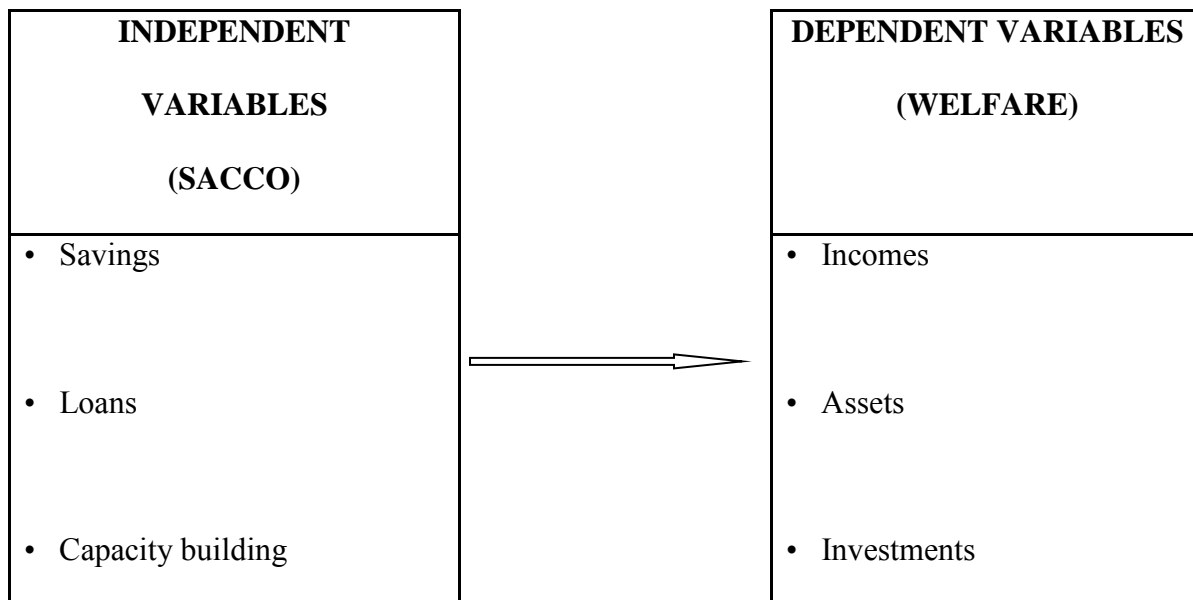 INDEPENDENT
VARIABLES
(SACCO)
• Savings
• Loans
• Capacity building
DEPENDENT VARIABLES
(WELFARE)
• Incomes
• Assets
• Investments